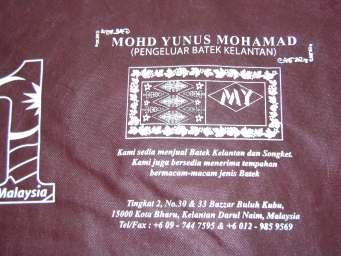 MOHD YUNUS MOHAMAD
(PENGELUAR BATEK KELANTAN)
MY
Kami sedia menjual Batek Kelantan dan Songket.
Kami juga bersedia menerima tempahan
bermacam-macam jenis Batek
1
Malaysia
Tingkat 2, No.30 & 33 Bazzar Buluh Kubu,
15000 Kota Bharu, Kelantan Darul Naim, Malaysia
Tel/Fax : +6 09 - 744 7595 & +6 012 - 985 9569